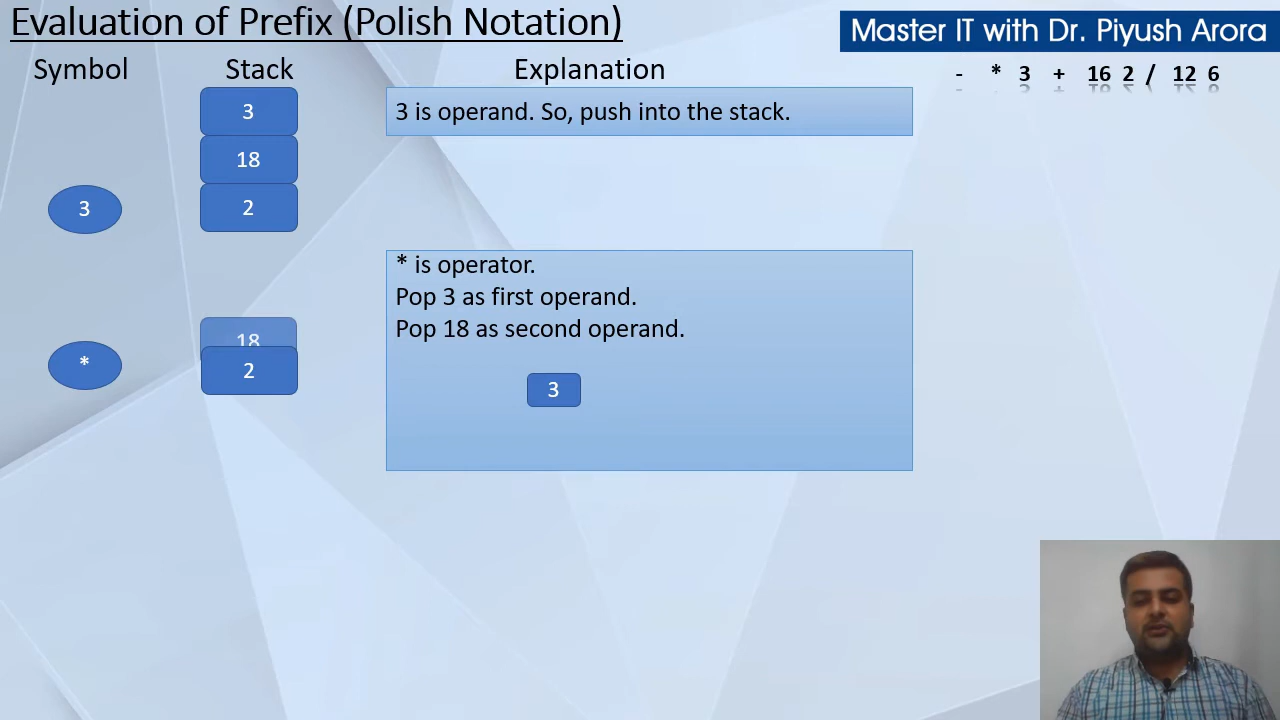 Evaluation of Prefix (Polish Notation)
Master IT with Dr. Piyush Arora
Symbol Stack Explanation
- * 3 + 16 2 / 12 6
3
3 is operand. So, push into the stack.
18
3
2
* is operator.
Pop 3 as first operand.
Pop 18 as second operand.
18
*
2
3